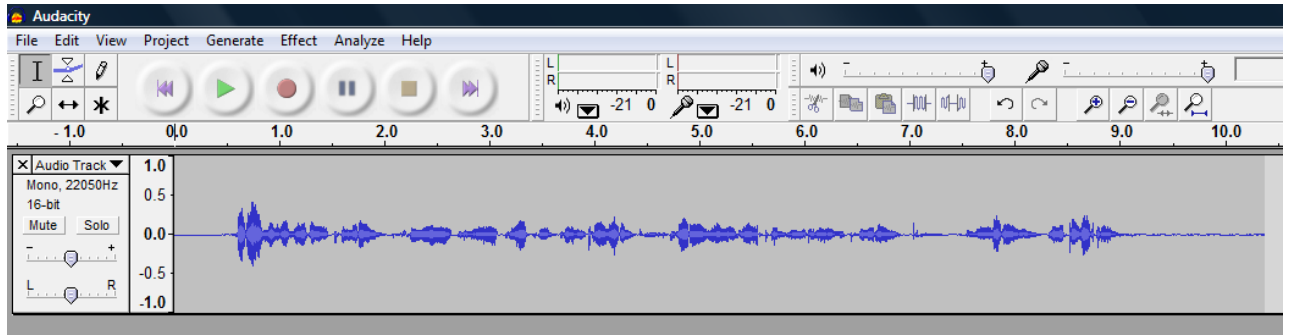 Audacity
File Edit View Project Generate Effect Analyze Help
L L
R R
-21 0 -21 0
- 1.0 0.0 1.0 2.0 3.0 4.0 5.0 6.0 7.0 8.0 9.0 10.0
X Audio Track 1.0
Mono, 22050Hz
16-bit 0.5
Mute Solo 0.0
- +
-0.5
L R
-1.0